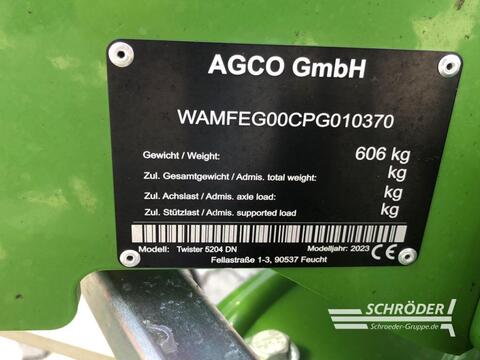 AGCO GmbH
WAMFEG00CPG010370
Gewicht / Weight: 606 kg
Zul. Gesamtgewicht / Admis. total weight: kg
Zul. Achslast / Admis. axle load: kg
Zul. Stützlast / Admis. supported load kg
Modell: Twister 5204 DN Modelljahr: 2023 CE
Fellastraße 1-3, 90537 Feucht
SCHRÖDER
Schroeder-Gruppe.de